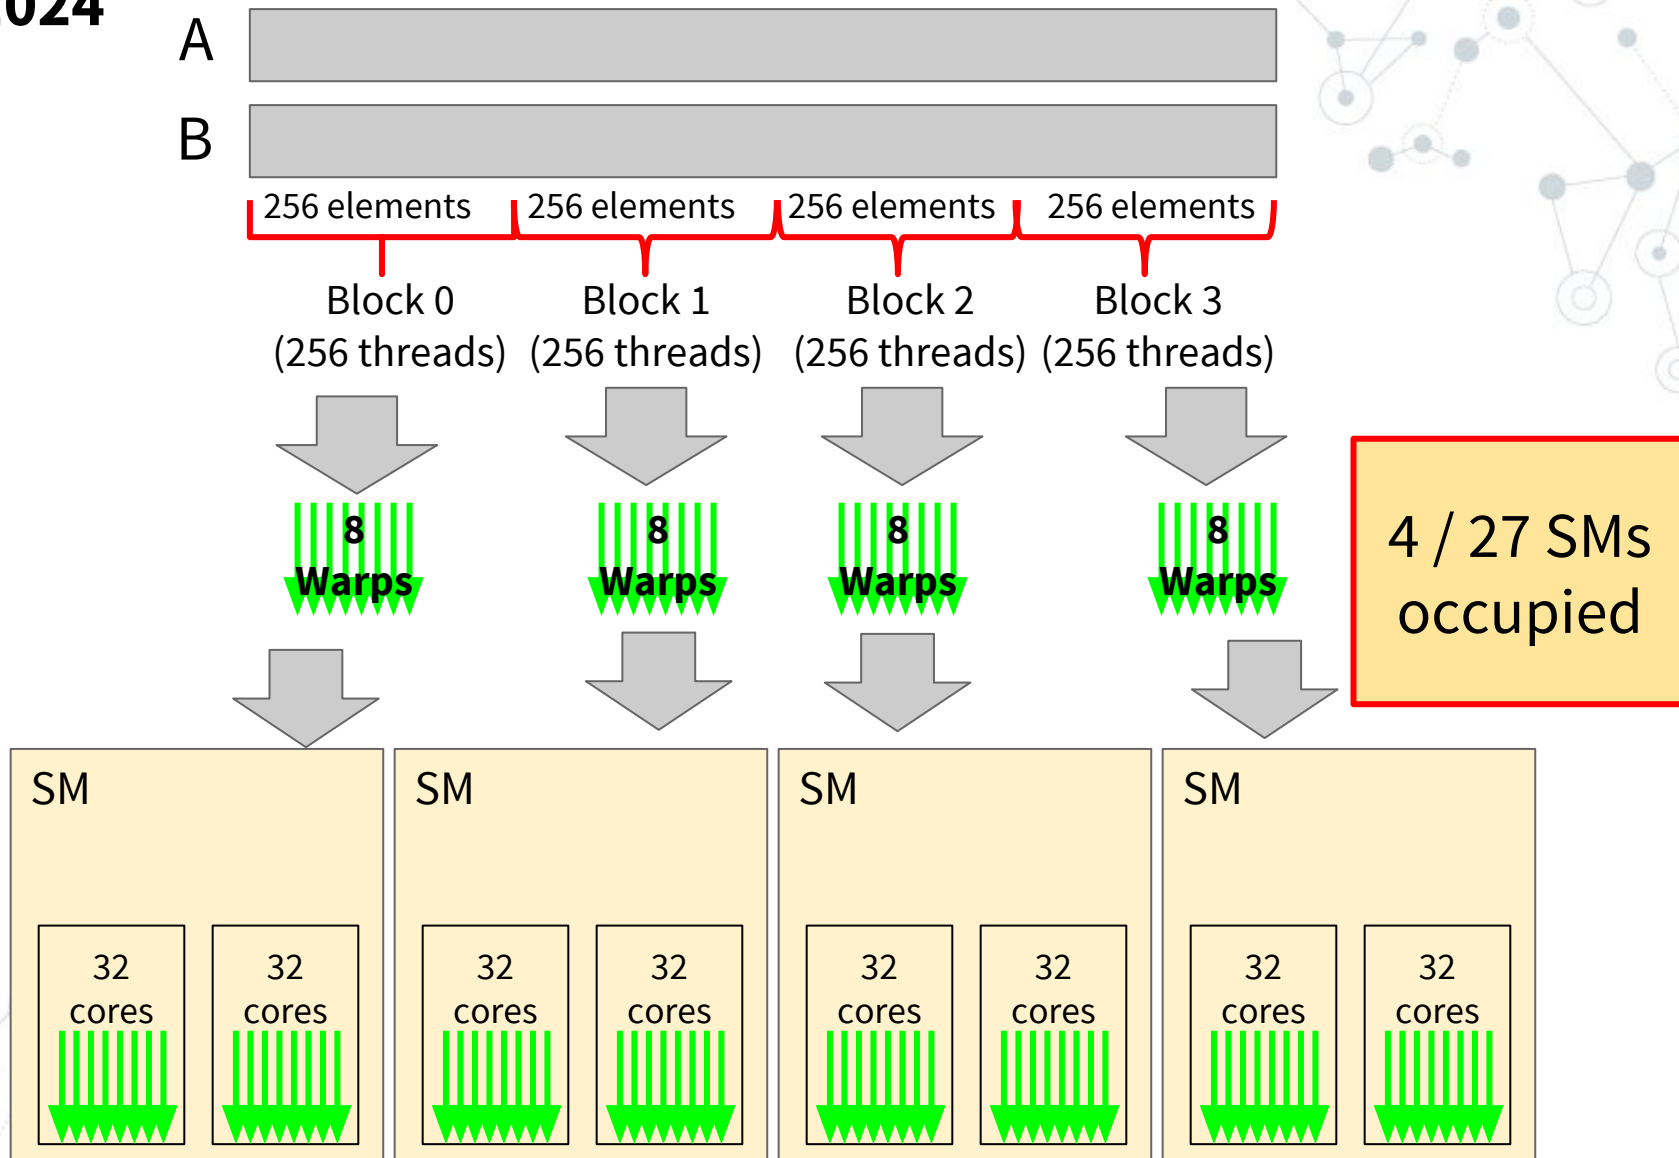 A
B
256 elements 256 elements 256 elements 256 elements
Block 0 Block 1 Block 2 Block 3
(256 threads) (256 threads) (256 threads) (256 threads)
8 8 8 8
Warps Warps Warps Warps
4 / 27 SMs
occupied
SM SM SM SM
32 32 32 32 32 32 32 32
cores cores cores cores cores cores cores cores